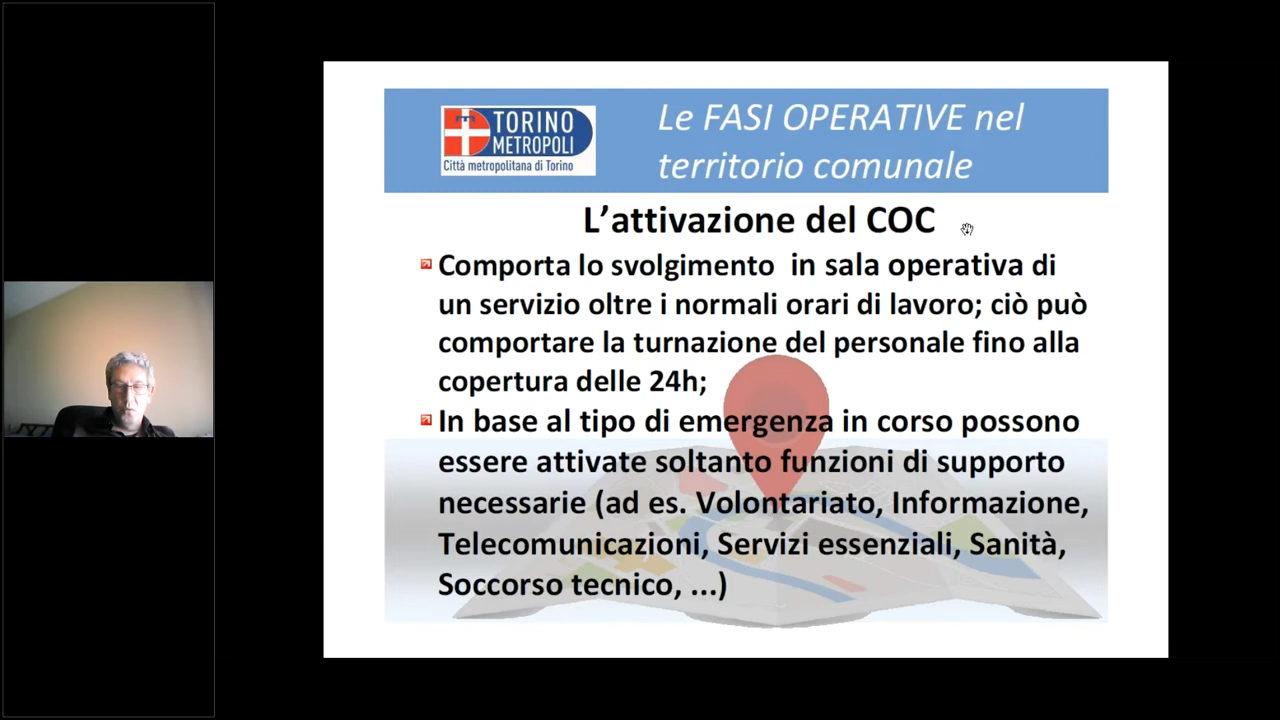 TORINO
METROPOLI
Città metropolitana di Torino
Le FASI OPERATIVE nel
territorio comunale
L’attivazione del COC
Comporta lo svolgimento in sala operativa di
un servizio oltre i normali orari di lavoro; ciò può
comportare la turnazione del personale fino alla
copertura delle 24h;
In base al tipo di emergenza in corso possono
essere attivate soltanto funzioni di supporto
necessarie (ad es. Volontariato, Informazione,
Telecomunicazioni, Servizi essenziali, Sanità,
Soccorso tecnico, ...)